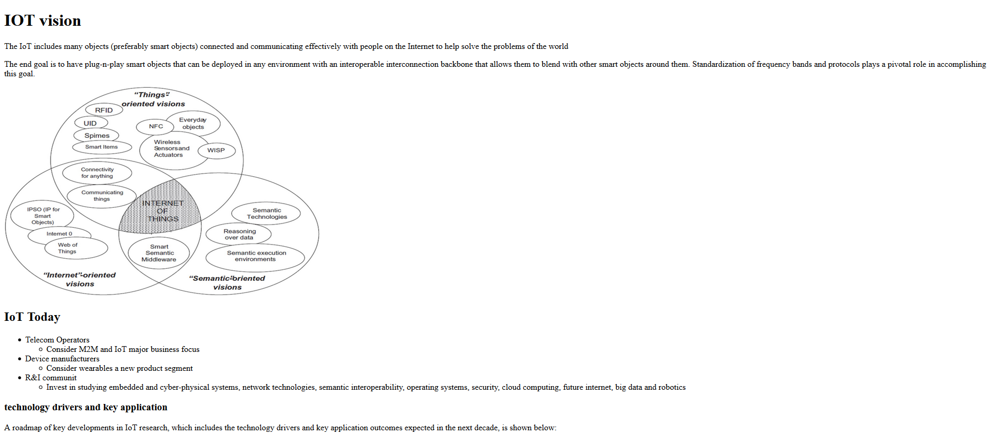 IOT vision
The IoT includes many objects (preferably smart objects) connected and communicating effectively with people on the Internet to help solve the problems of the world
The end goal is to have plug-n-play smart objects that can be deployed in any environment with an interoperable interconnection backbone that allows them to blend with other smart objects around them. Standardization of frequency bands and protocols plays a pivotal role in accomplishing
this goal.
“Things”
oriented visions
RFID
UID
Spimes
Smart Items
NFC
Everyday
objects
Wireless
Sensors and
Actuators
WISP
Connectivity
for anything
Communicating
things
INTERNET
OF
THINGS
IPSO (IP for
Smart
Objects)
Internet 0
Web of
Things
Semantic
Technologies
Reasoning
over data
Semantic execution
environments
Smart
Semantic
Middleware
“Internet”-oriented
visions
“Semantic”-oriented
visions
IoT Today
• Telecom Operators
◦ Consider M2M and IoT major business focus
• Device manufacturers
◦ Consider wearables a new product segment
• R&I communit
◦ Invest in studying embedded and cyber-physical systems, network technologies, semantic interoperability, operating systems, security, cloud computing, future internet, big data and robotics
technology drivers and key application
A roadmap of key developments in IoT research, which includes the technology drivers and key application outcomes expected in the next decade, is shown below: